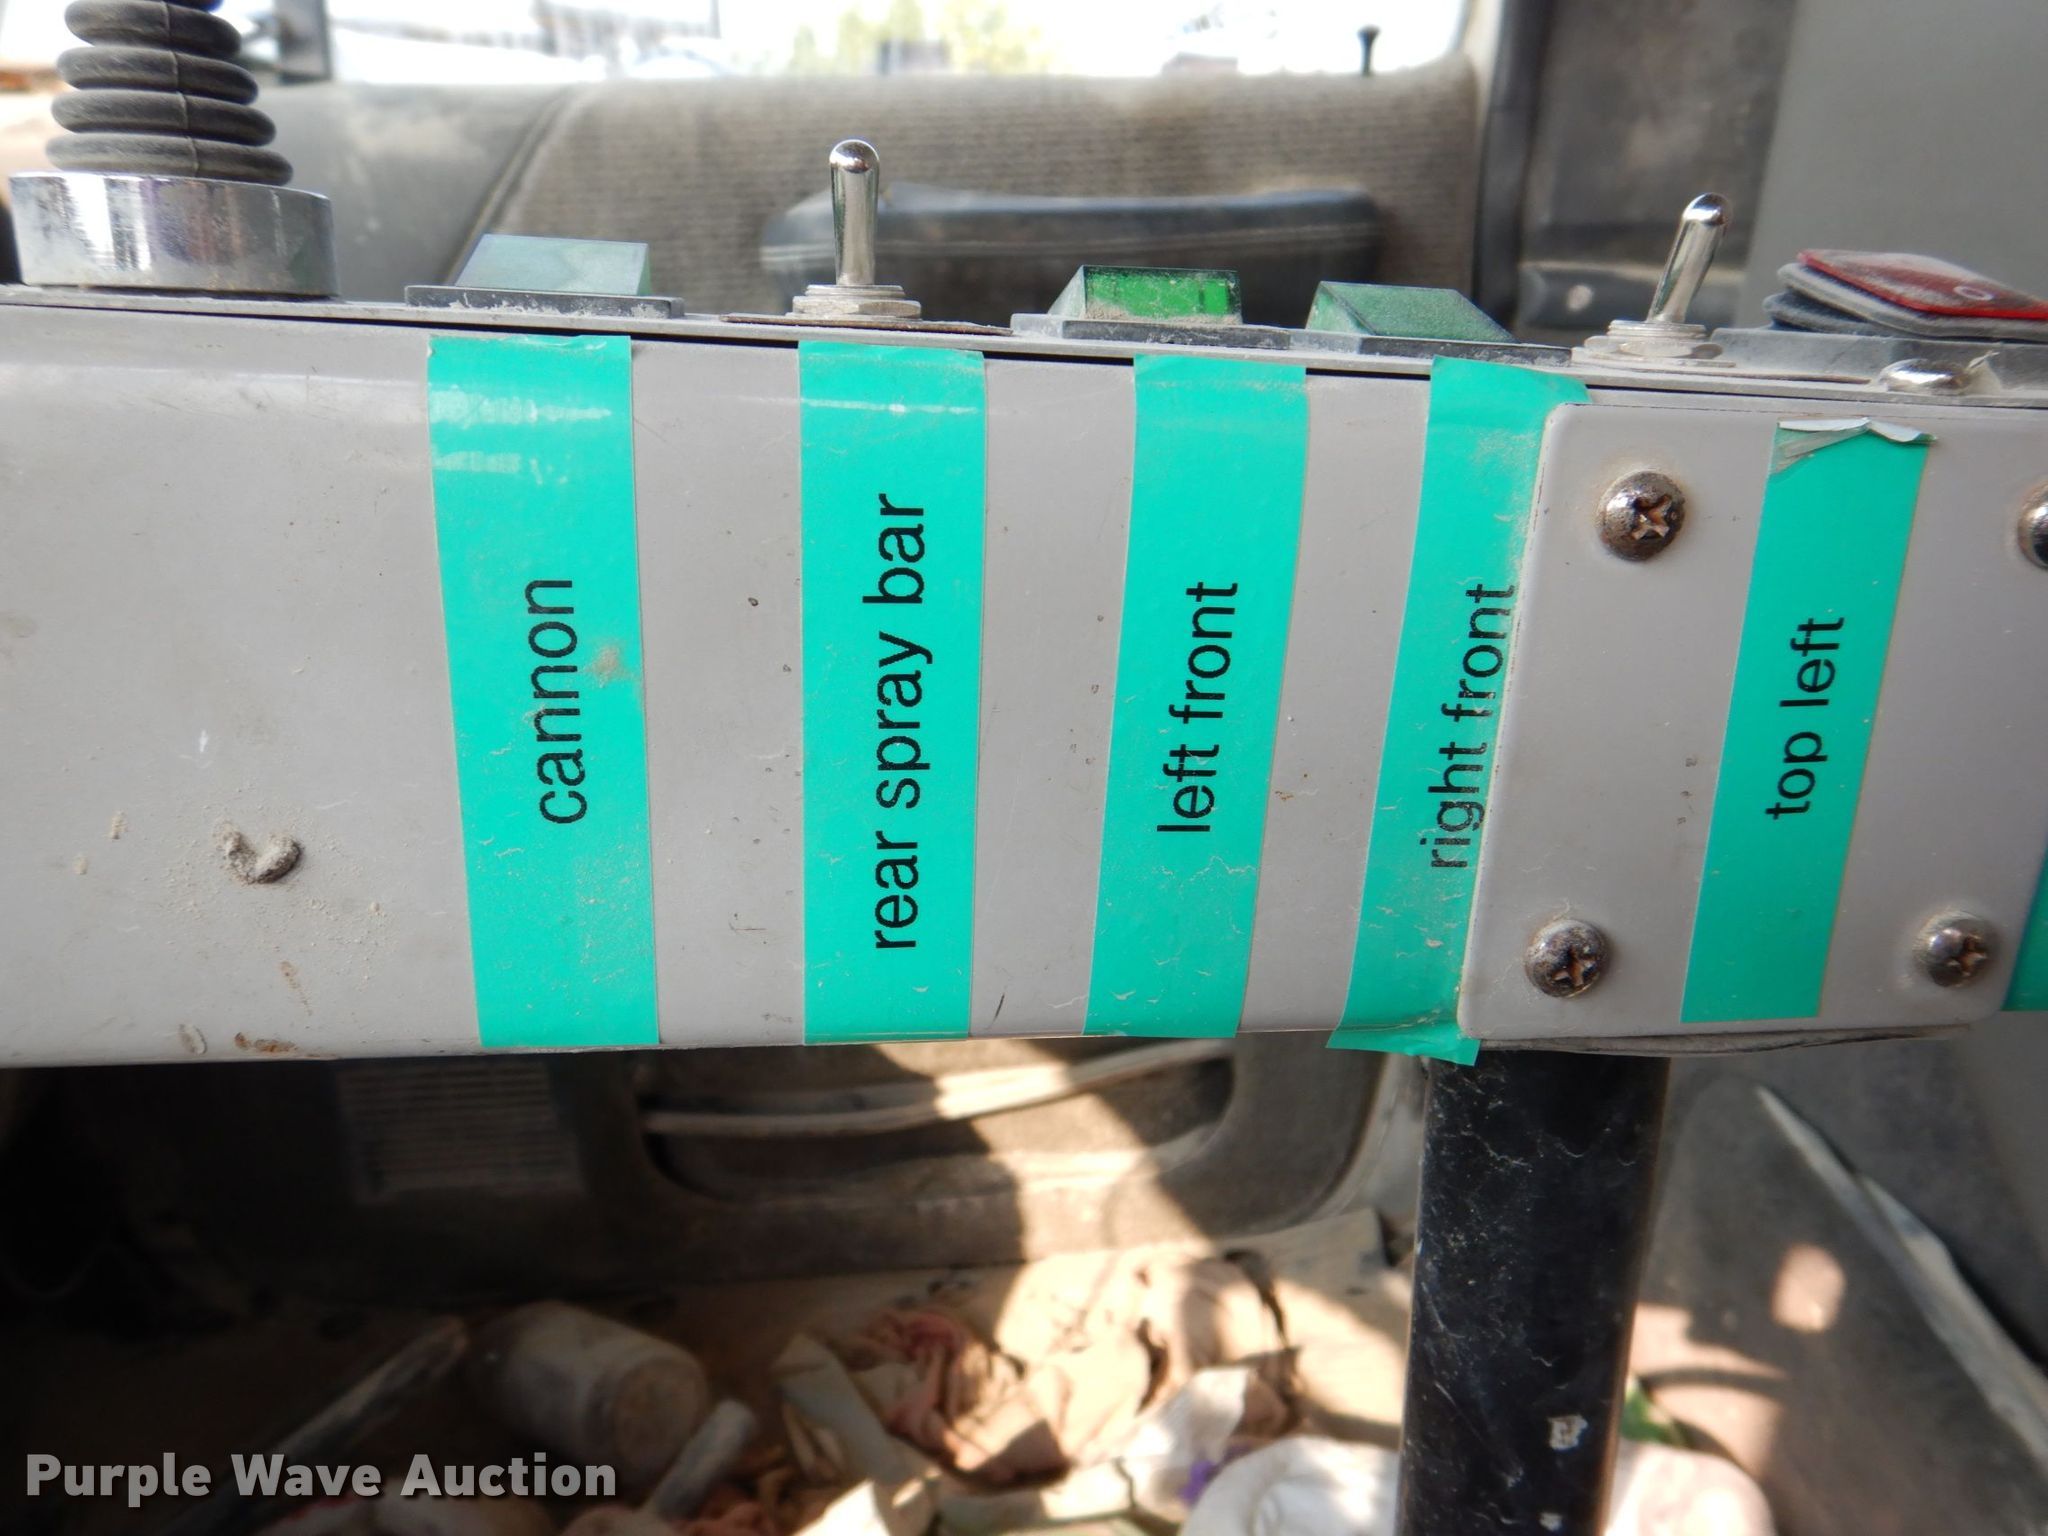 cannon
rear spray bar
left front
right front
top left
Purple Wave Auction